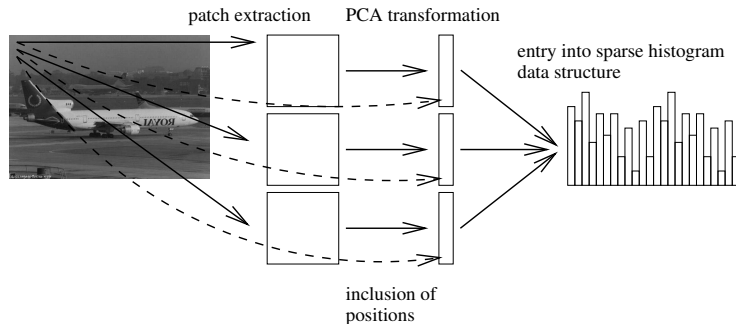 patch extraction
PCA transformation
entry into sparse histogram
data structure
ROYAL
inclusion of
positions